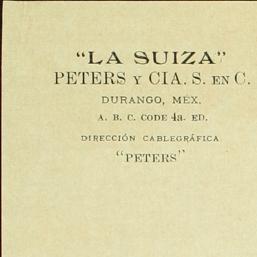 "LA SUIZA"
PETERS Y CIA. S. EN C.
DURANGO, MEX.
A. B. C. CODE 4a. ED.
DIRECCIÓN CABLEGRÁFICA
"PETERS"